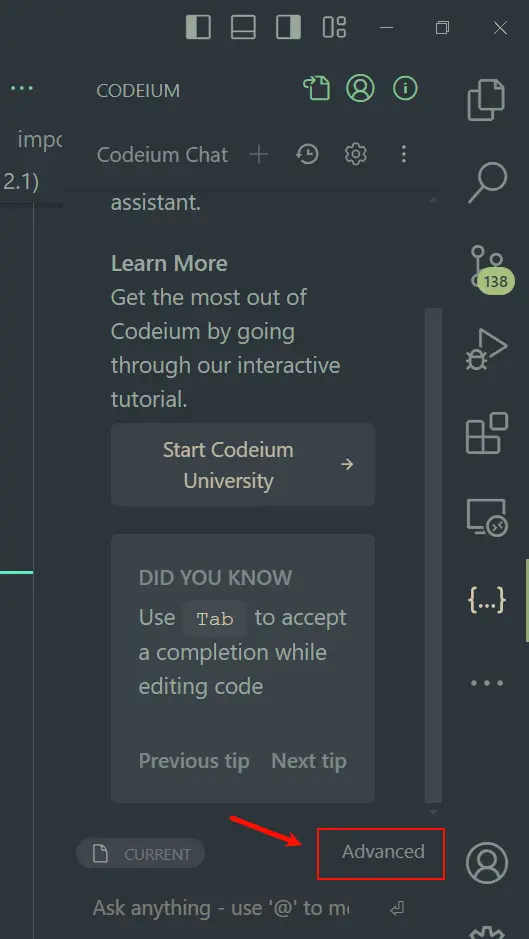 CODEIUM
impo
Codeium Chat
2.1)
assistant.
Learn More
Get the most out of
Codeium by going
through our interactive
tutorial.
Start Codeium
University
DID YOU KNOW
Use Tab to accept
a completion while
editing code
Previous tip Next tip
CURRENT
Advanced
Ask anything - use '@' to me
138
{...}